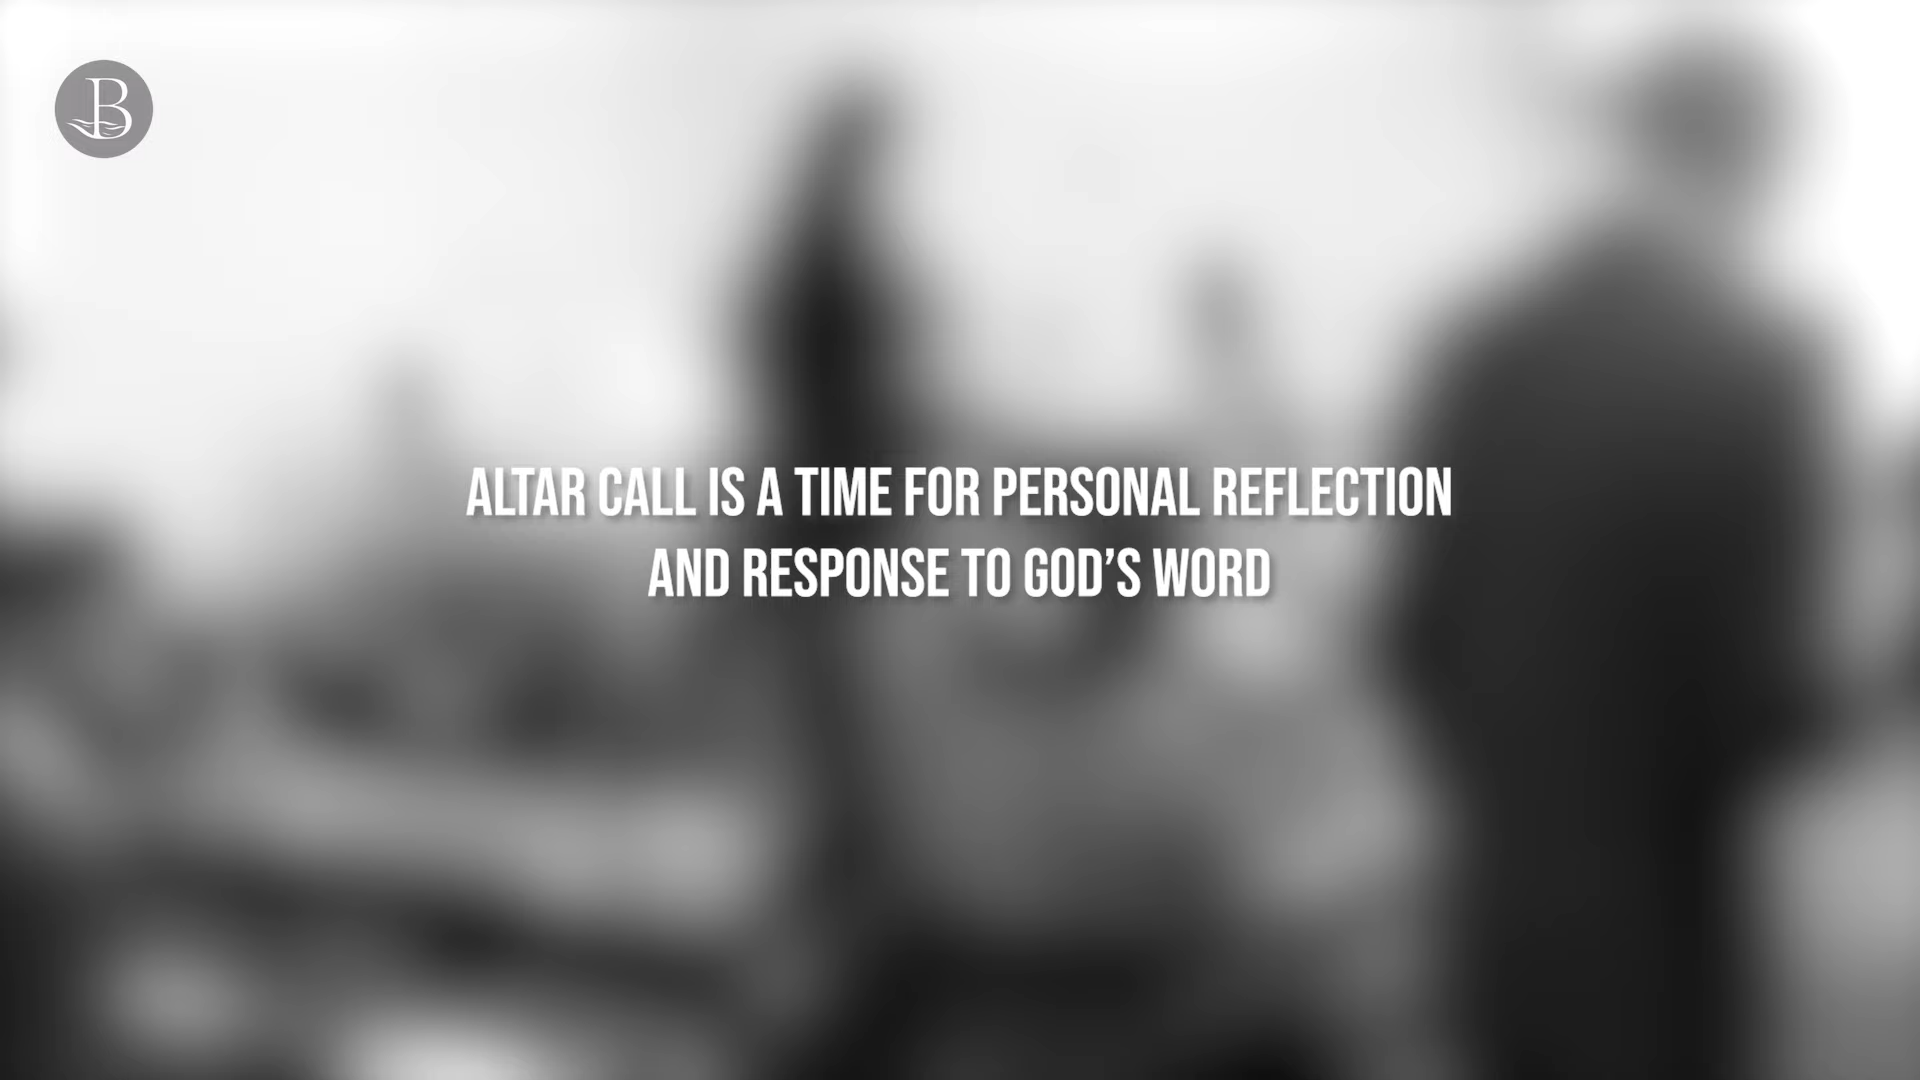 B
ALTAR CALL IS A TIME FOR PERSONAL REFLECTION
AND RESPONSE TO GOD’S WORD